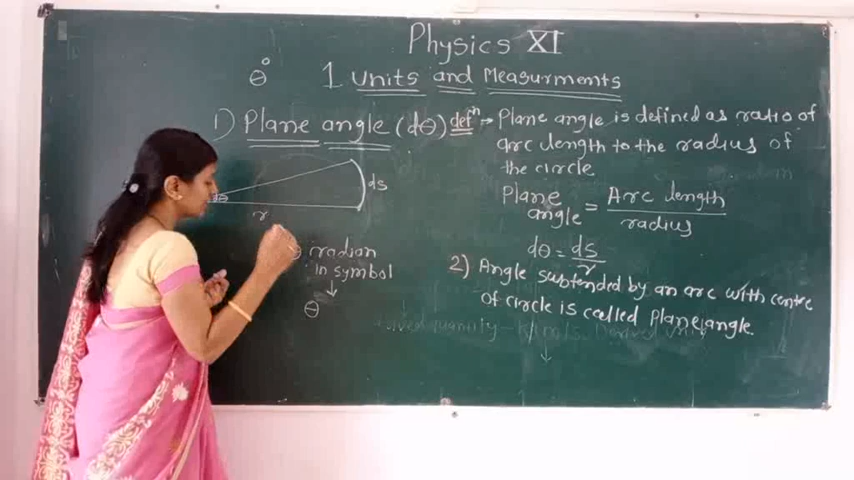 Physics XI
θ°
1 Units and Measurments
1) Plane angle (dθ) defⁿ → Plane angle is defined as ratio of
arc length to the radius of
the circle
ds
r
Plane angle = Arc length / radius
dθ = ds / r
radian
in symbol
↓
θ
2) Angle subtended by an arc with centre
of circle is called Plane angle.